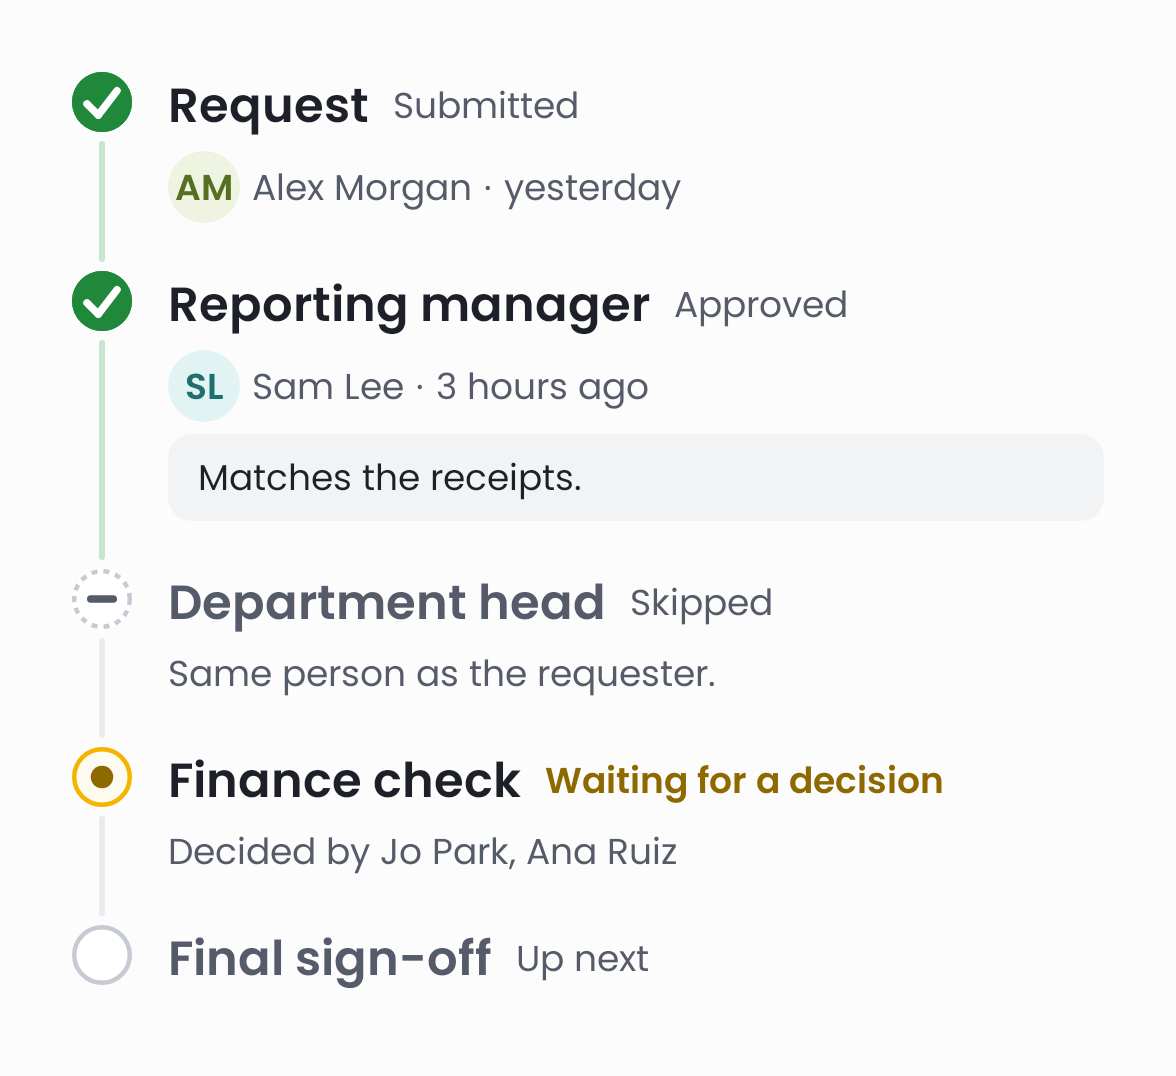 Request Submitted
AM Alex Morgan · yesterday
Reporting manager Approved
SL Sam Lee · 3 hours ago
Matches the receipts.
Department head Skipped
Same person as the requester.
Finance check Waiting for a decision
Decided by Jo Park, Ana Ruiz
Final sign-off Up next